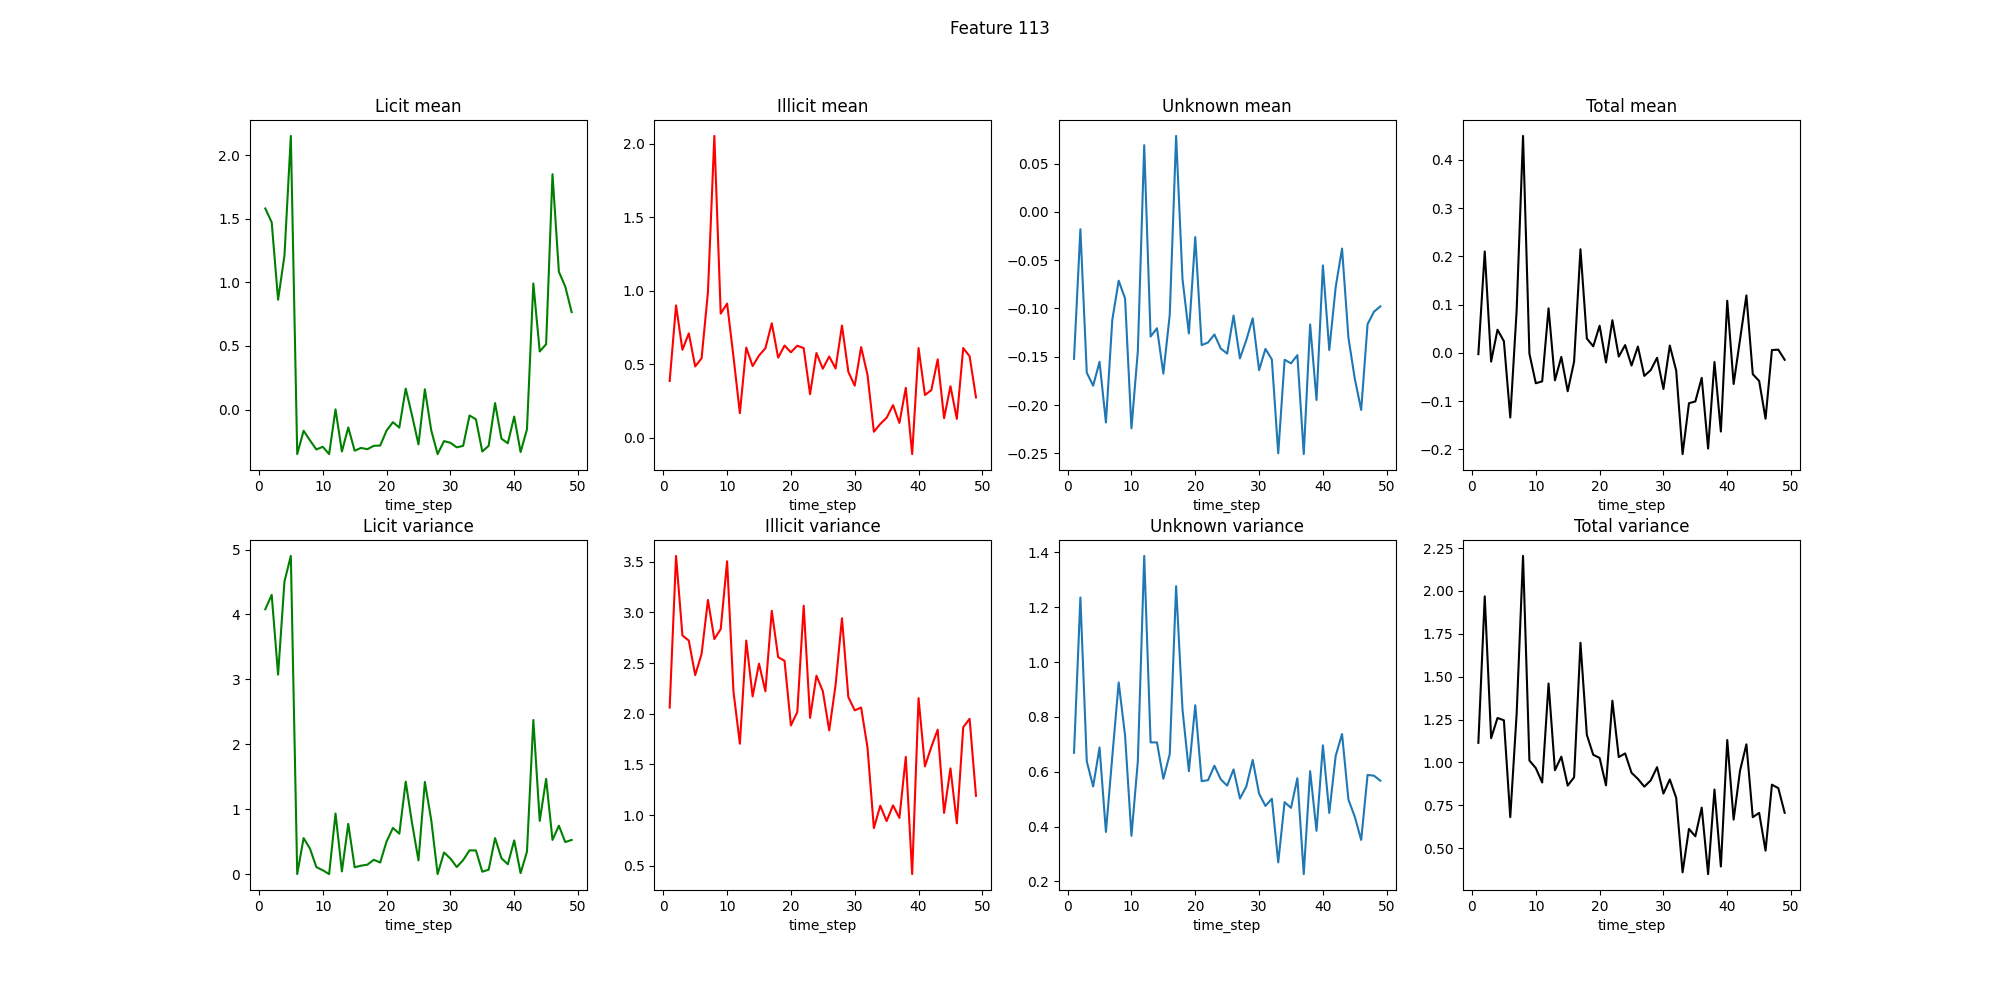 Feature 113
Licit mean
Illicit mean
Unknown mean
Total mean
2.0
1.5
1.0
0.5
0.0
0 10 20 30 40 50
time_step
2.0
1.5
1.0
0.5
0.0
0 10 20 30 40 50
time_step
0.05
0.00
−0.05
−0.10
−0.15
−0.20
−0.25
0 10 20 30 40 50
time_step
0.4
0.3
0.2
0.1
0.0
−0.1
−0.2
0 10 20 30 40 50
time_step
Licit variance
Illicit variance
Unknown variance
Total variance
5
4
3
2
1
0
0 10 20 30 40 50
time_step
3.5
3.0
2.5
2.0
1.5
1.0
0.5
0 10 20 30 40 50
time_step
1.4
1.2
1.0
0.8
0.6
0.4
0.2
0 10 20 30 40 50
time_step
2.25
2.00
1.75
1.50
1.25
1.00
0.75
0.50
0 10 20 30 40 50
time_step